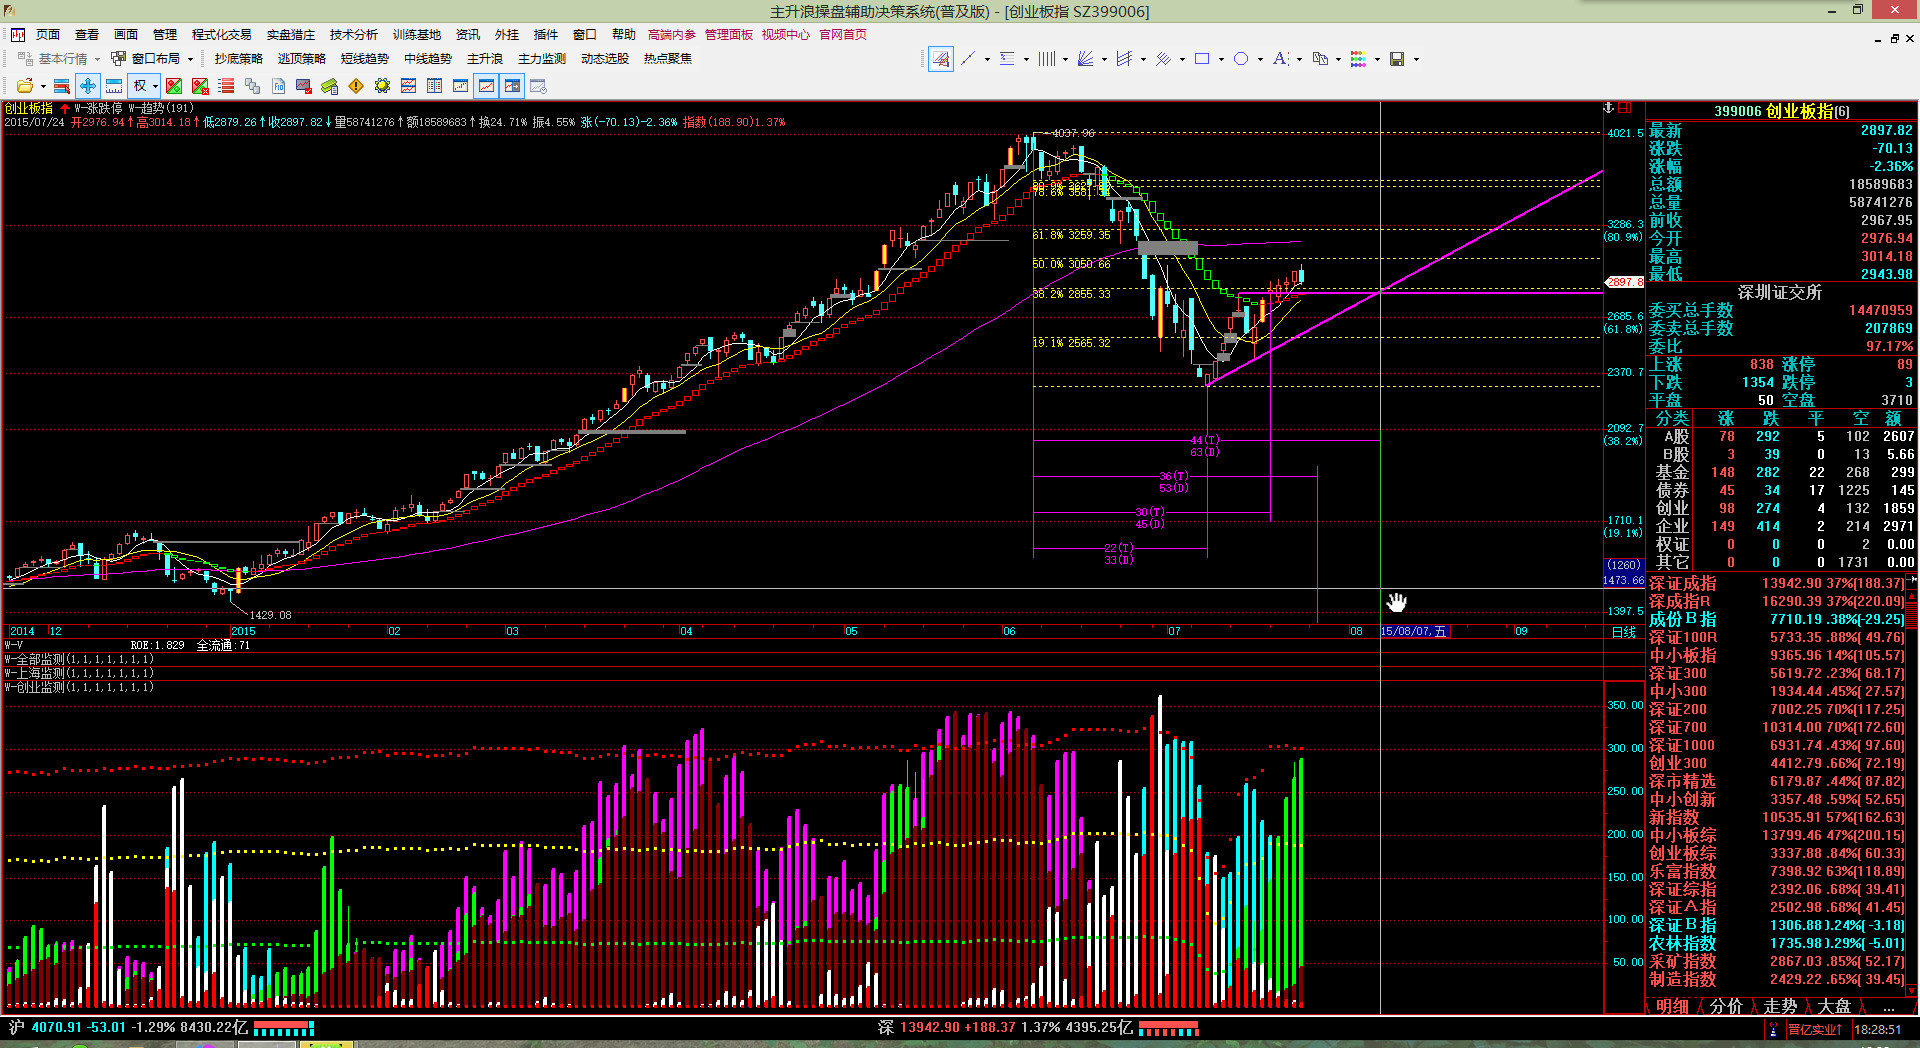 主升浪操盘辅助决策系统(普及版) - [创业板指 SZ399006]
页面 查看 画面 管理 程式化交易 实盘猎庄 技术分析 训练基地 资讯 外挂 插件 窗口 帮助 高端内参 管理面板 视频中心 官网首页
基本行情 窗口布局 抄底策略 逃顶策略 短线趋势 中线趋势 主升浪 主力监测 动态选股 热点聚焦
权
创业板指 W-涨跌停 W-趋势(191)
2015/07/24 开2976.94↑高3014.18↑低2879.26↑收2897.82↓量58741276↑额18589683↑换24.71% 振4.55% 涨(-70.13)-2.36% 指数(188.90)1.37%
4037.96
61.8% 3259.35
50.0% 3050.66
38.2% 2855.33
19.1% 2565.32
44(T)
63(D)
36(T)
53(D)
30(T)
45(D)
22(T)
33(D)
1429.08
4021.5
3286.3
(80.9%)
2897.8
2685.6
(61.8%)
2370.7
2092.7
(38.2%)
1710.1
(19.1%)
(1260)
1473.66
1397.5
2014 12 2015 02 03 04 05 06 07 08 15/08/07,五 09 日线
W-V ROE:1.829 全流通:71
W-全部监测(1,1,1,1,1,1,1)
W-上海监测(1,1,1,1,1,1,1)
W-创业监测(1,1,1,1,1,1,1)
350.00
300.00
250.00
200.00
150.00
100.00
50.00
399006 创业板指(6)
最新 2897.82
涨跌 -70.13
涨幅 -2.36%
总额 18589683
总量 58741276
前收 2967.95
今开 2976.94
最高 3014.18
最低 2943.98
深圳证交所
委买总手数 14470959
委卖总手数 207869
委比 97.17%
上涨 838 涨停 89
下跌 1354 跌停 3
平盘 50 空盘 3710
分类 涨 跌 平 空 额
A股 78 292 5 102 2607
B股 3 39 0 13 5.66
基金 148 282 22 268 299
债券 45 34 17 1225 145
创业 98 274 4 132 1859
企业 149 414 2 214 2971
权证 0 0 0 2 0.00
其它 0 0 0 1731 0.00
深证成指 13942.90 37%(188.37)
深成指R 16290.39 37%(220.09)
成份B指 7710.19 .38%(-29.25)
深证100R 5733.35 .88%( 49.76)
中小板指 9365.96 14%(105.57)
深证300 5619.72 .23%( 68.17)
中小300 1934.44 .45%( 27.57)
深证200 7002.25 70%(117.25)
深证700 10314.00 70%(172.60)
深证1000 6931.74 .43%( 97.60)
创业300 4412.79 .66%( 72.19)
深市精选 6179.87 .44%( 87.82)
中小创新 3357.48 .59%( 52.65)
新指数 10535.91 57%(162.63)
中小板综 13799.46 47%(200.15)
创业板综 3337.88 .84%( 60.33)
乐富指数 7398.92 63%(118.89)
深证综指 2392.06 .68%( 39.41)
深证A指 2502.98 .68%( 41.45)
深证B指 1306.88 0.24%( -3.18)
农林指数 1735.98 0.29%( -5.01)
采矿指数 2867.03 .85%( 52.17)
制造指数 2429.22 .65%( 39.45)
明细 分价 走势 大盘 ...
沪 4070.91 -53.01 -1.29% 8430.22亿 深 13942.90 +188.37 1.37% 4395.25亿 晋亿实业↑ 18:28:51